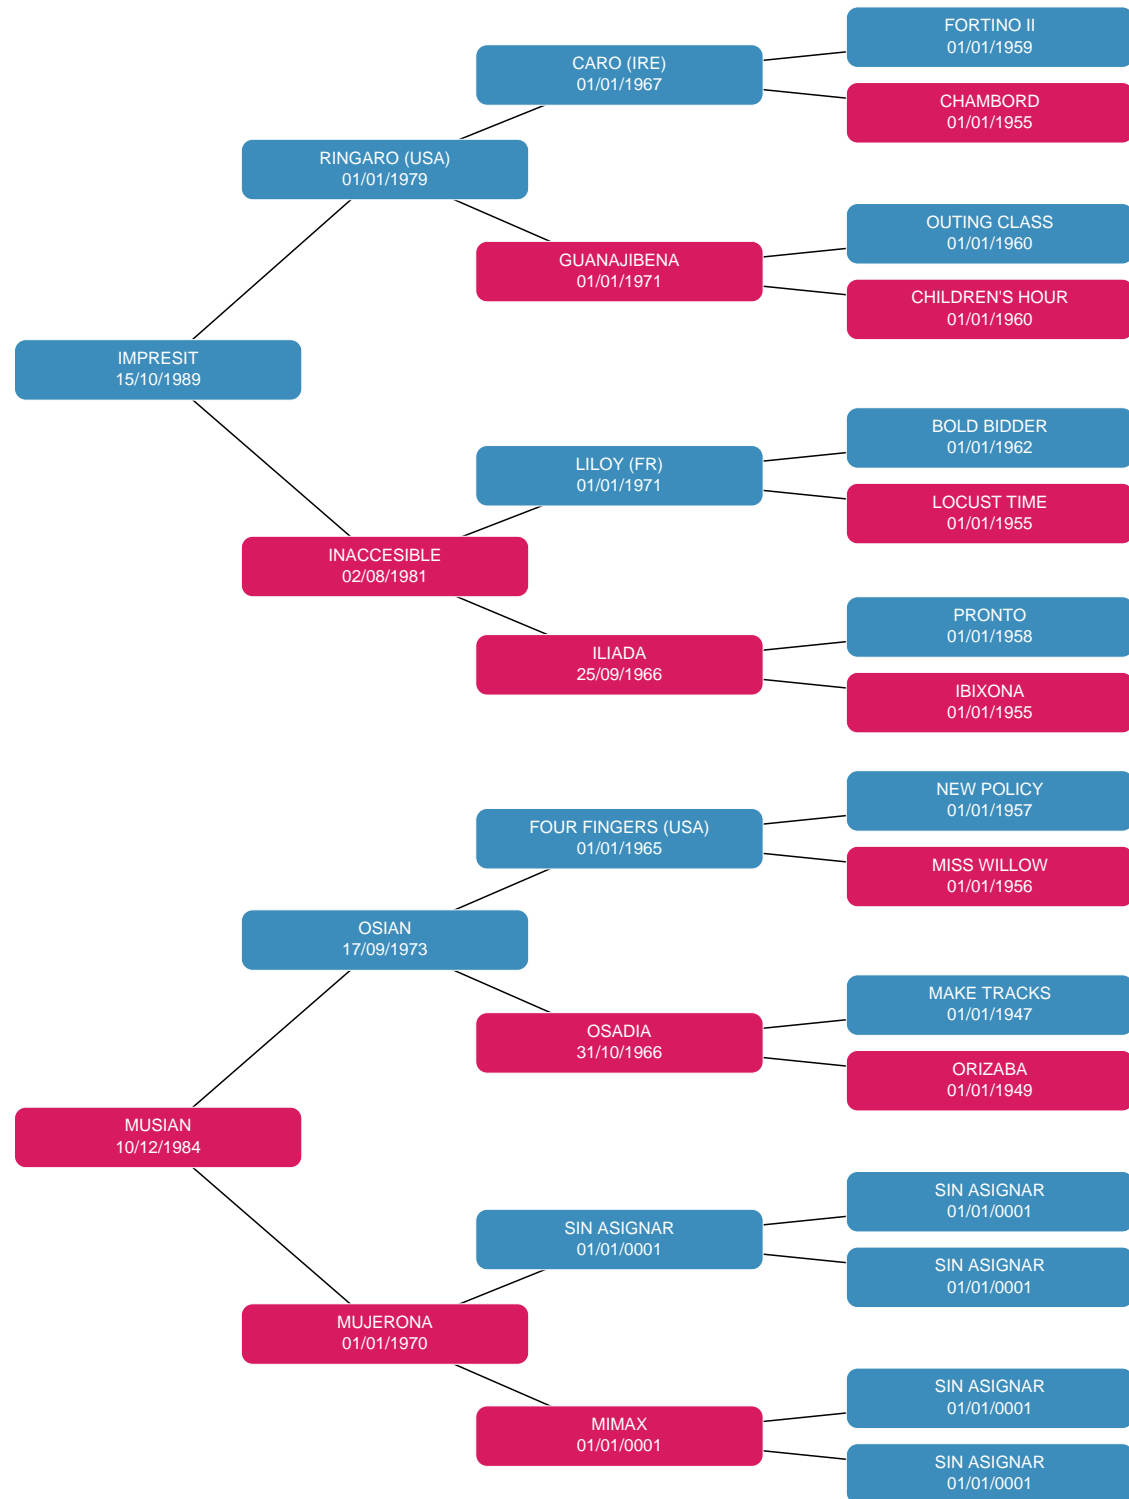 FORTINO II
01/01/1959
CARO (IRE)
01/01/1967
CHAMBORD
01/01/1955
RINGARO (USA)
01/01/1979
OUTING CLASS
01/01/1960
GUANAJIBENA
01/01/1971
CHILDREN'S HOUR
01/01/1960
IMPRESIT
15/10/1989
BOLD BIDDER
01/01/1962
LILOY (FR)
01/01/1971
LOCUST TIME
01/01/1955
INACCESIBLE
02/08/1981
PRONTO
01/01/1958
ILIADA
25/09/1966
IBIXONA
01/01/1955
NEW POLICY
01/01/1957
FOUR FINGERS (USA)
01/01/1965
MISS WILLOW
01/01/1956
OSIAN
17/09/1973
MAKE TRACKS
01/01/1947
OSADIA
31/10/1966
ORIZABA
01/01/1949
MUSIAN
10/12/1984
SIN ASIGNAR
01/01/0001
SIN ASIGNAR
01/01/0001
SIN ASIGNAR
01/01/0001
MUJERONA
01/01/1970
SIN ASIGNAR
01/01/0001
MIMAX
01/01/0001
SIN ASIGNAR
01/01/0001